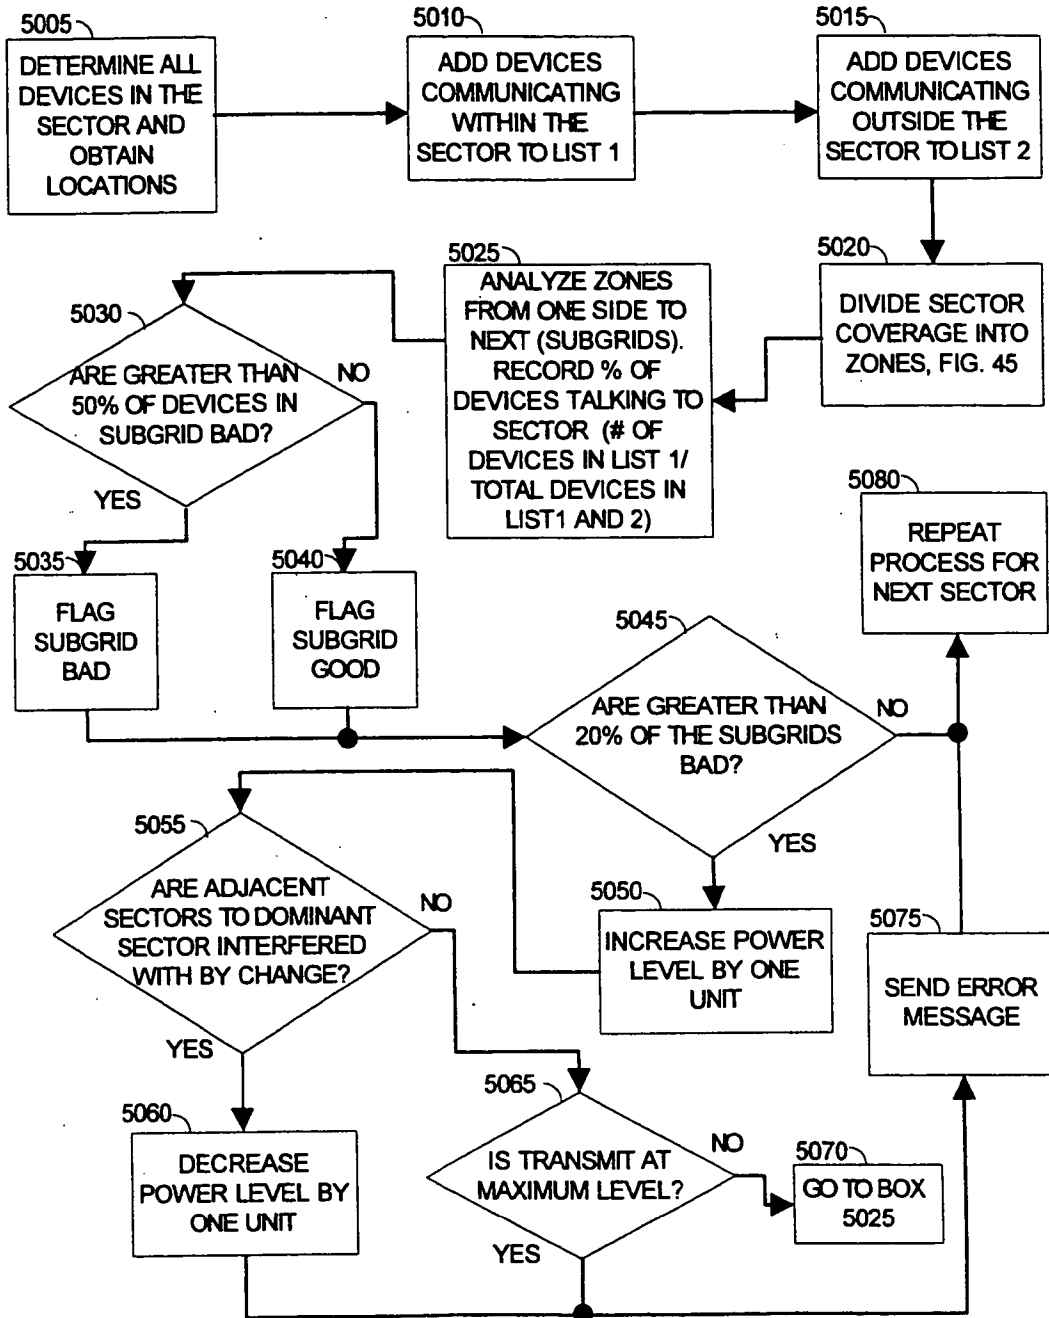 5005
DETERMINE ALL
DEVICES IN THE
SECTOR AND
OBTAIN
LOCATIONS
5010
ADD DEVICES
COMMUNICATING
WITHIN THE
SECTOR TO LIST 1
5015
ADD DEVICES
COMMUNICATING
OUTSIDE THE
SECTOR TO LIST 2
5020
DIVIDE SECTOR
COVERAGE INTO
ZONES, FIG. 45
5025
ANALYZE ZONES
FROM ONE SIDE TO
NEXT (SUBGRIDS).
RECORD % OF
DEVICES TALKING TO
SECTOR (# OF
DEVICES IN LIST 1/
TOTAL DEVICES IN
LIST1 AND 2)
5030
ARE GREATER THAN
50% OF DEVICES IN
SUBGRID BAD?
NO
YES
5035
FLAG
SUBGRID
BAD
5040
FLAG
SUBGRID
GOOD
5045
ARE GREATER THAN
20% OF THE SUBGRIDS
BAD?
NO
YES
5080
REPEAT
PROCESS FOR
NEXT SECTOR
5050
INCREASE POWER
LEVEL BY ONE
UNIT
5055
ARE ADJACENT
SECTORS TO DOMINANT
SECTOR INTERFERED
WITH BY CHANGE?
NO
YES
5060
DECREASE
POWER LEVEL BY
ONE UNIT
5065
IS TRANSMIT AT
MAXIMUM LEVEL?
NO
YES
5070
GO TO BOX
5025
5075
SEND ERROR
MESSAGE